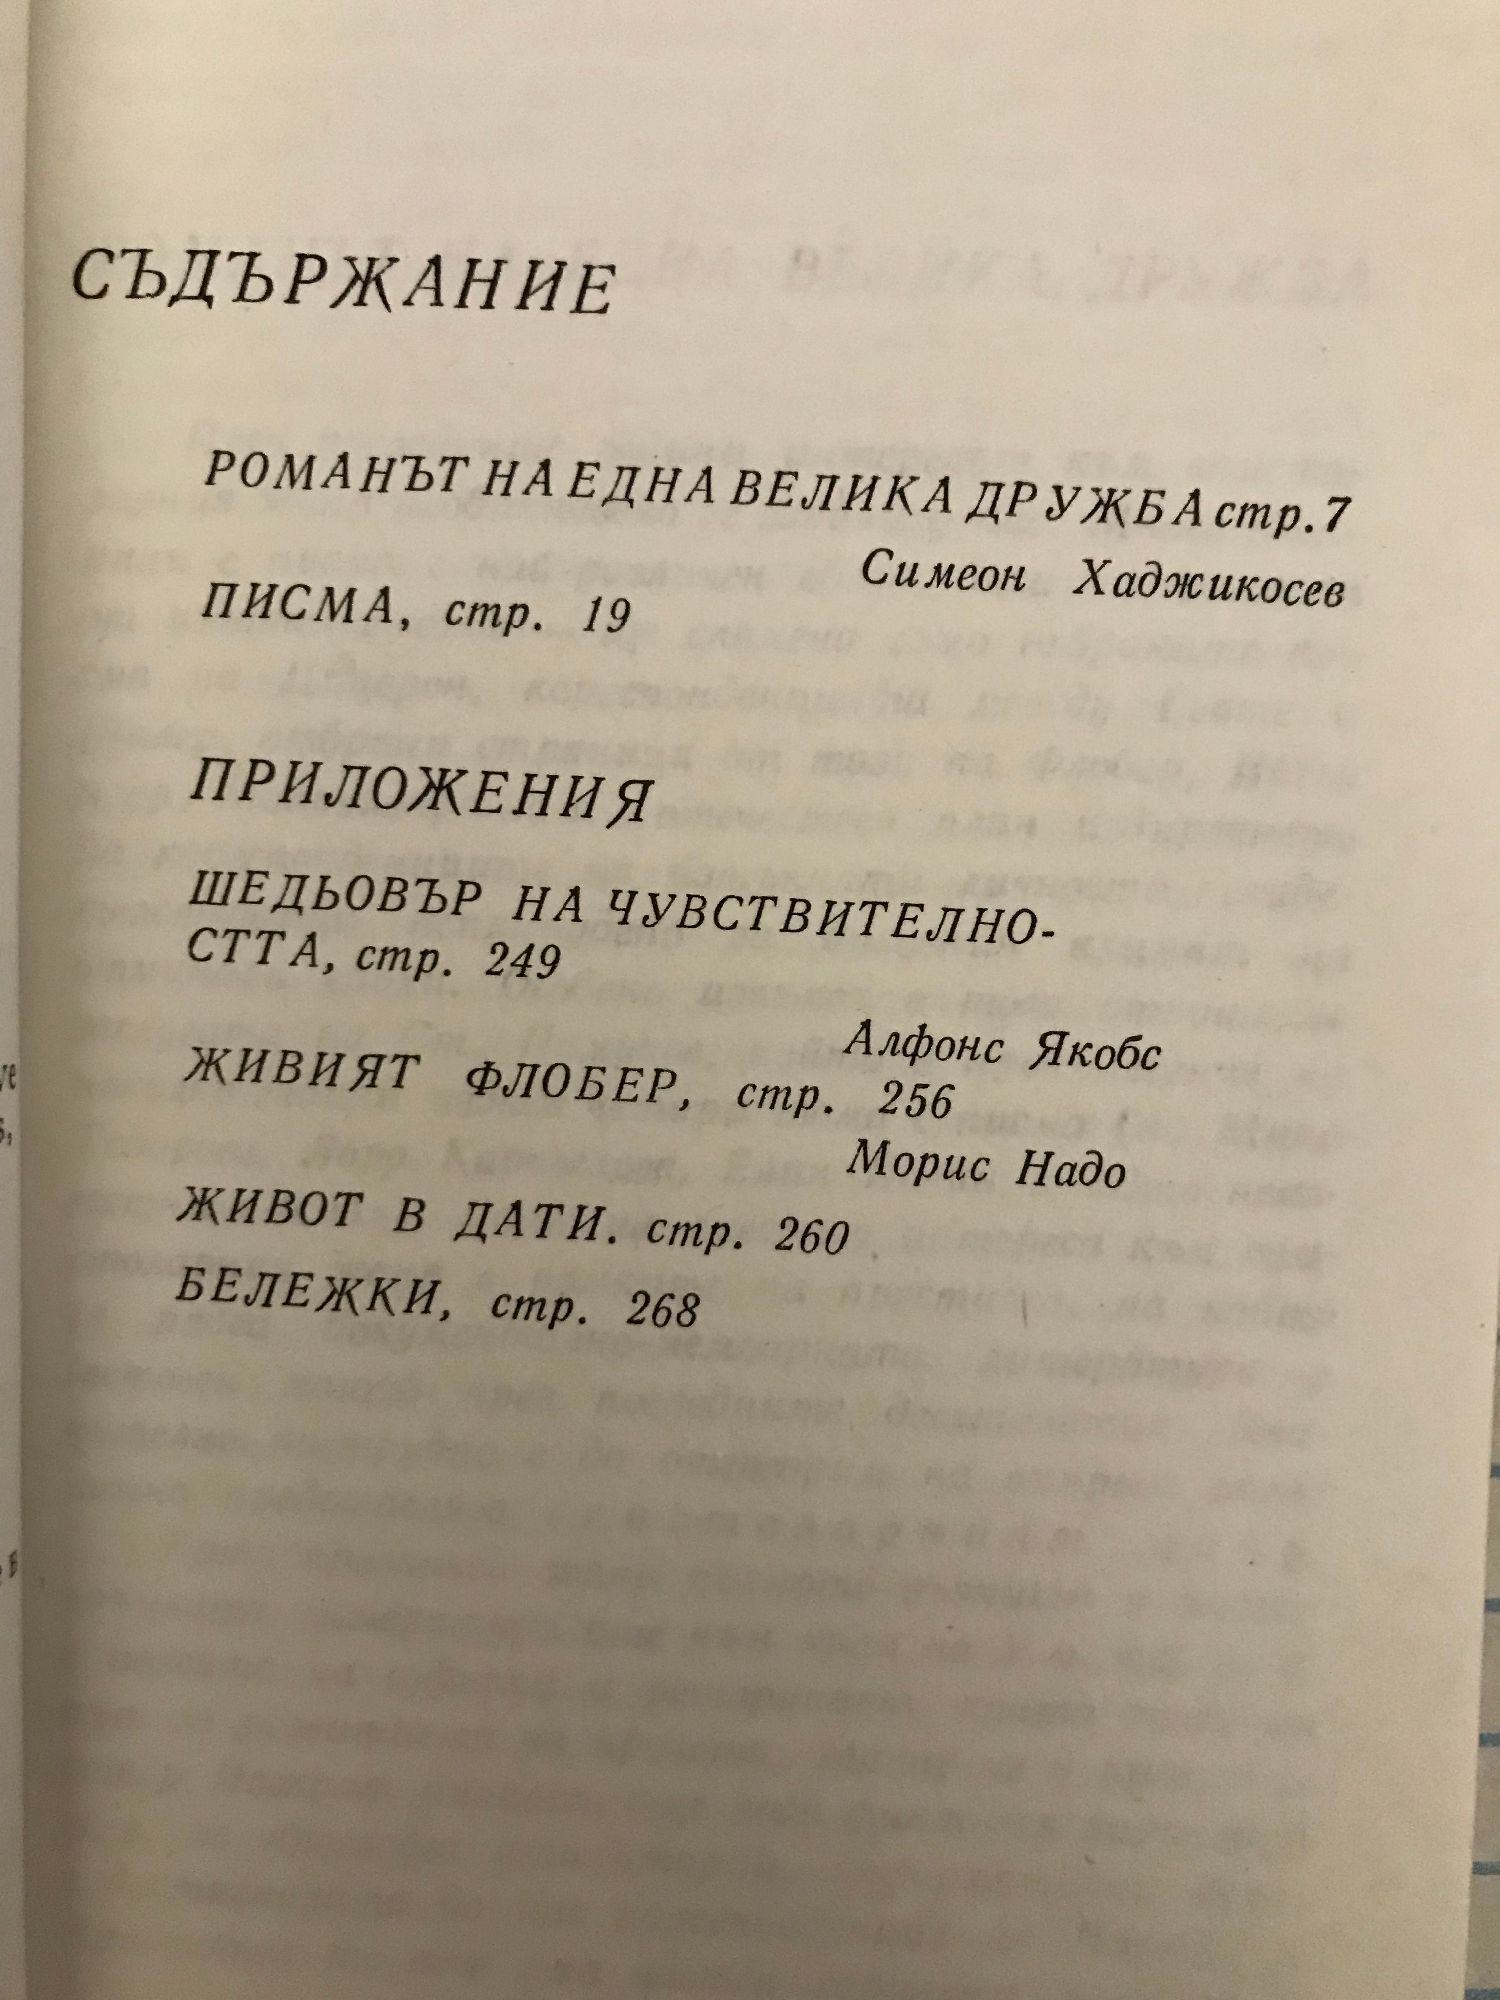 СЪДЪРЖАНИЕ
РОМАНЪТ НА ЕДНА ВЕЛИКА ДРУЖБА стр. 7
Симеон Хаджикосев
ПИСМА, стр. 19
ПРИЛОЖЕНИЯ
ШЕДЬОВЪР НА ЧУВСТВИТЕЛНО-
СТТА, стр. 249
Алфонс Якобс
ЖИВИЯТ ФЛОБЕР, стр. 256
Морис Надо
ЖИВОТ В ДАТИ. стр. 260
БЕЛЕЖКИ, стр. 268